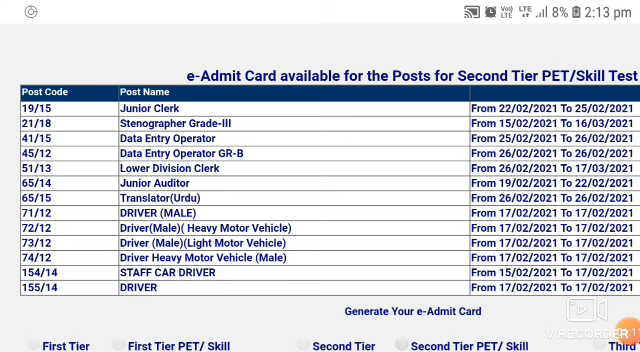 Vo) LTE LTE 8% 2:13 pm
e-Admit Card available for the Posts for Second Tier PET/Skill Test
Post Code Post Name
19/15 Junior Clerk From 22/02/2021 To 25/02/2021
21/18 Stenographer Grade-III From 15/02/2021 To 16/03/2021
41/15 Data Entry Operator From 25/02/2021 To 26/02/2021
45/12 Data Entry Operator GR-B From 26/02/2021 To 26/02/2021
51/13 Lower Division Clerk From 26/02/2021 To 17/03/2021
65/14 Junior Auditor From 19/02/2021 To 22/02/2021
65/15 Translator(Urdu) From 26/02/2021 To 26/02/2021
71/12 DRIVER (MALE) From 17/02/2021 To 17/02/2021
72/12 Driver(Male)( Heavy Motor Vehicle) From 17/02/2021 To 17/02/2021
73/12 Driver (Male)(Light Motor Vehicle) From 17/02/2021 To 17/02/2021
74/12 Driver Heavy Motor Vehicle (Male) From 17/02/2021 To 17/02/2021
154/14 STAFF CAR DRIVER From 15/02/2021 To 17/02/2021
155/14 DRIVER From 17/02/2021 To 17/02/2021
Generate Your e-Admit Card
V RECORDER
First Tier First Tier PET/ Skill Second Tier Second Tier PET/ Skill Third